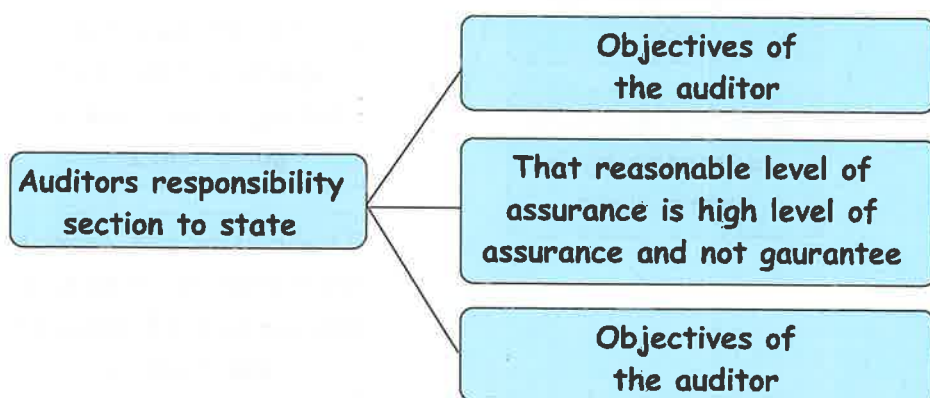 Objectives of
the auditor
Auditors responsibility
section to state
That reasonable level of
assurance is high level of
assurance and not gaurantee
Objectives of
the auditor